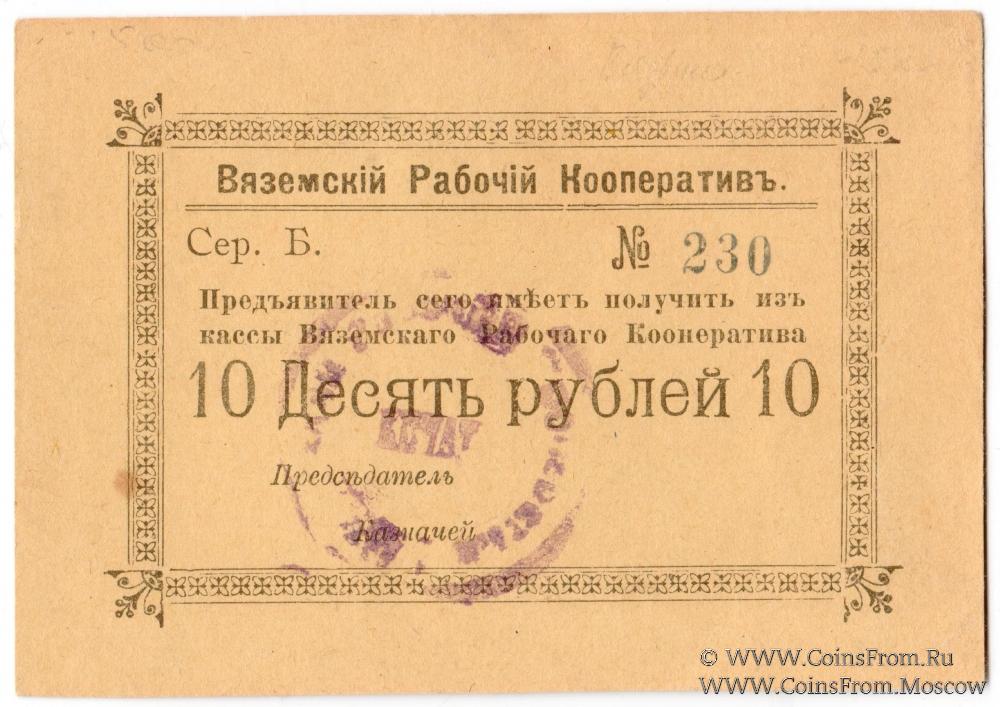 Вяземскій Рабочій Кооперативъ.
Сер. Б. № 230
Предъявитель сего имѣетъ получить изъ
кассы Вяземскаго Рабочаго Кооператива
10 Десять рублей 10
Предсѣдатель
Казначей
© WWW.CoinsFrom.Ru
WWW.CoinsFrom.Moscow